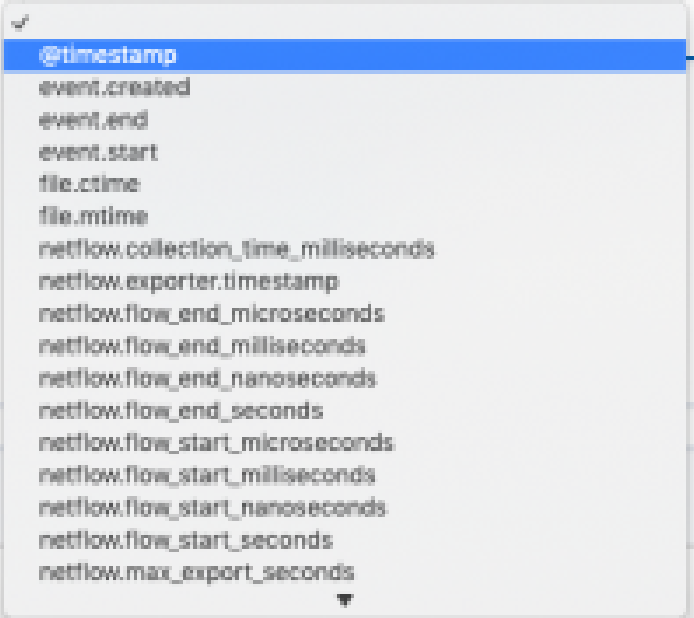 @timestamp
event.created
event.end
event.start
file.ctime
file.mtime
netflow.collection_time_milliseconds
netflow.exporter.timestamp
netflow.flow_end_microseconds
netflow.flow_end_milliseconds
netflow.flow_end_nanoseconds
netflow.flow_end_seconds
netflow.flow_start_microseconds
netflow.flow_start_milliseconds
netflow.flow_start_nanoseconds
netflow.flow_start_seconds
netflow.max_export_seconds